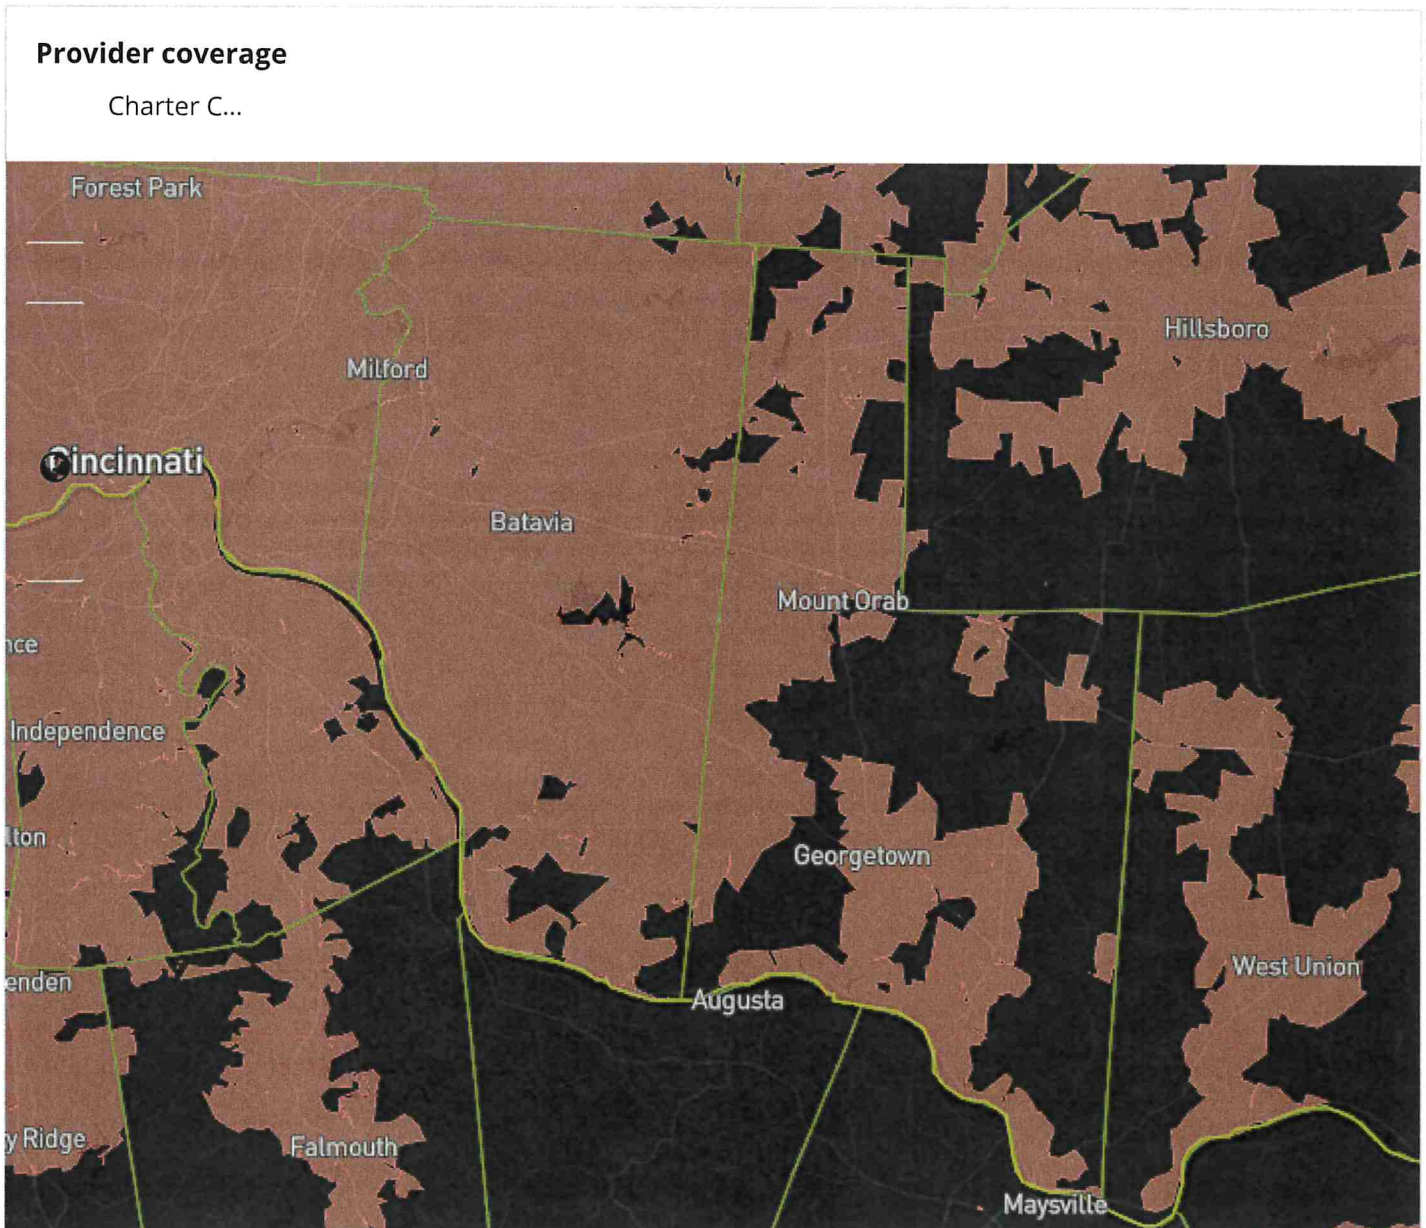 Provider coverage
Charter C...
Forest Park
Hillsboro
Milford
Cincinnati
Batavia
Mount Orab
nce
Independence
lton
Georgetown
West Union
enden
Augusta
y Ridge
Falmouth
Maysville